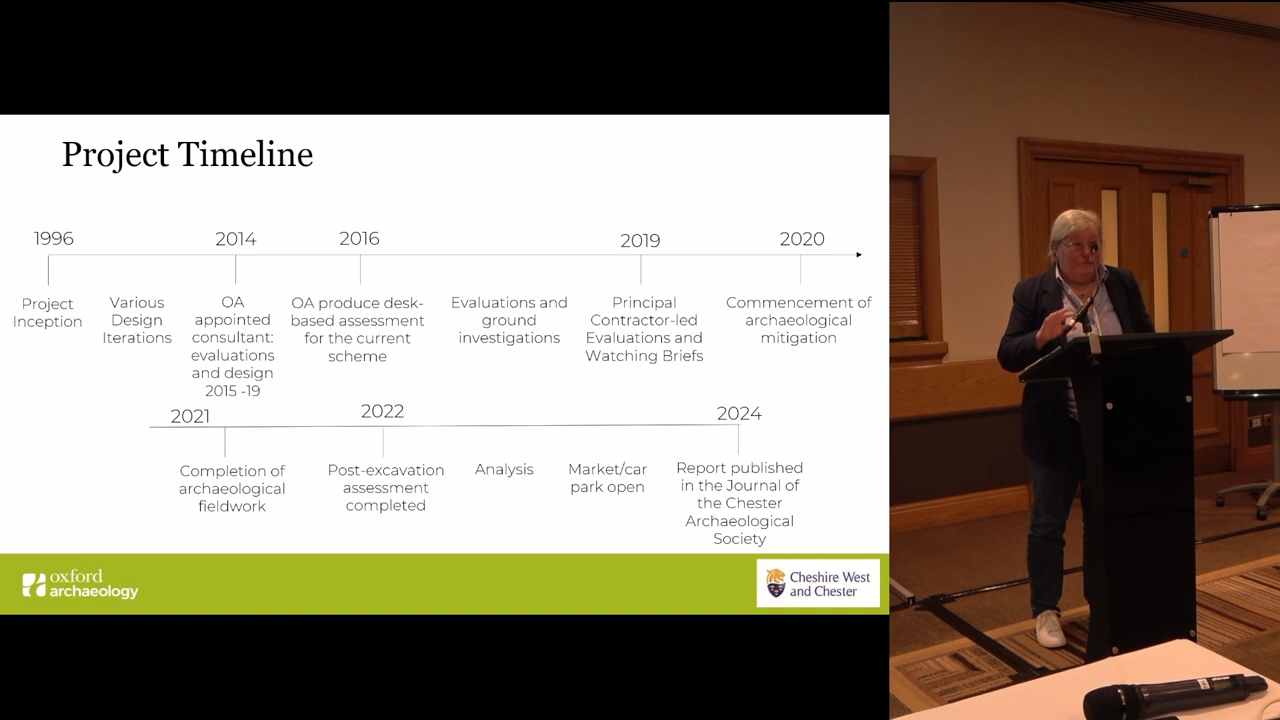 Project Timeline
1996
2014
2016
2019
2020
Project
Inception
Various
Design
Iterations
OA
appointed
consultant:
evaluations
and design
2015 -19
OA produce desk-
based assessment
for the current
scheme
Evaluations and
ground
investigations
Principal
Contractor-led
Evaluations and
Watching Briefs
Commencement of
archaeological
mitigation
2021
2022
2024
Completion of
archaeological
fieldwork
Post-excavation
assessment
completed
Analysis
Market/car
park open
Report published
in the Journal of
the Chester
Archaeological
Society
oxford
archaeology
Cheshire West
and Chester